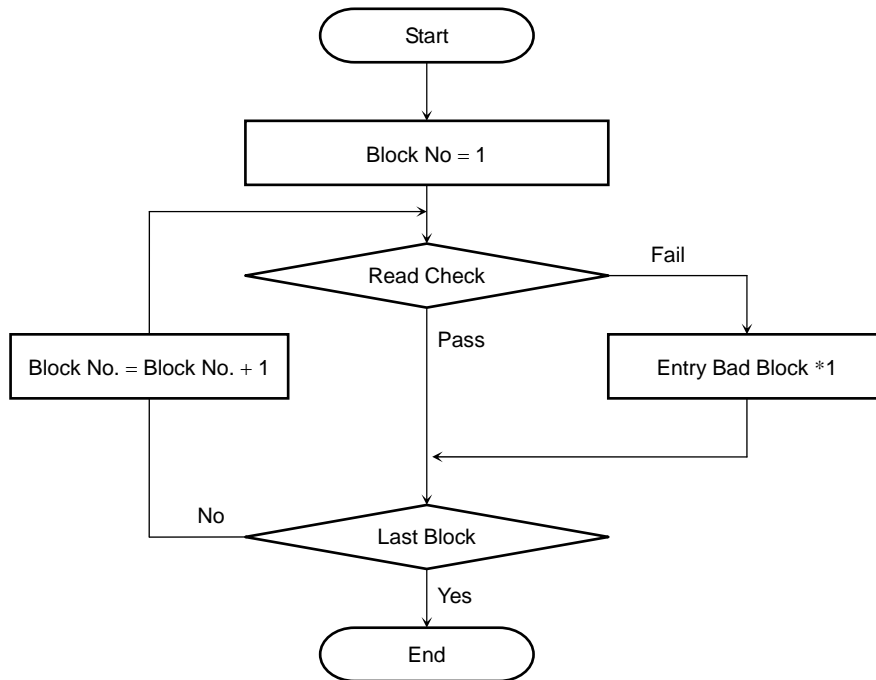 Start
Block No = 1
Read Check
Fail
Pass
Block No. = Block No. + 1
Entry Bad Block *1
No
Last Block
Yes
End